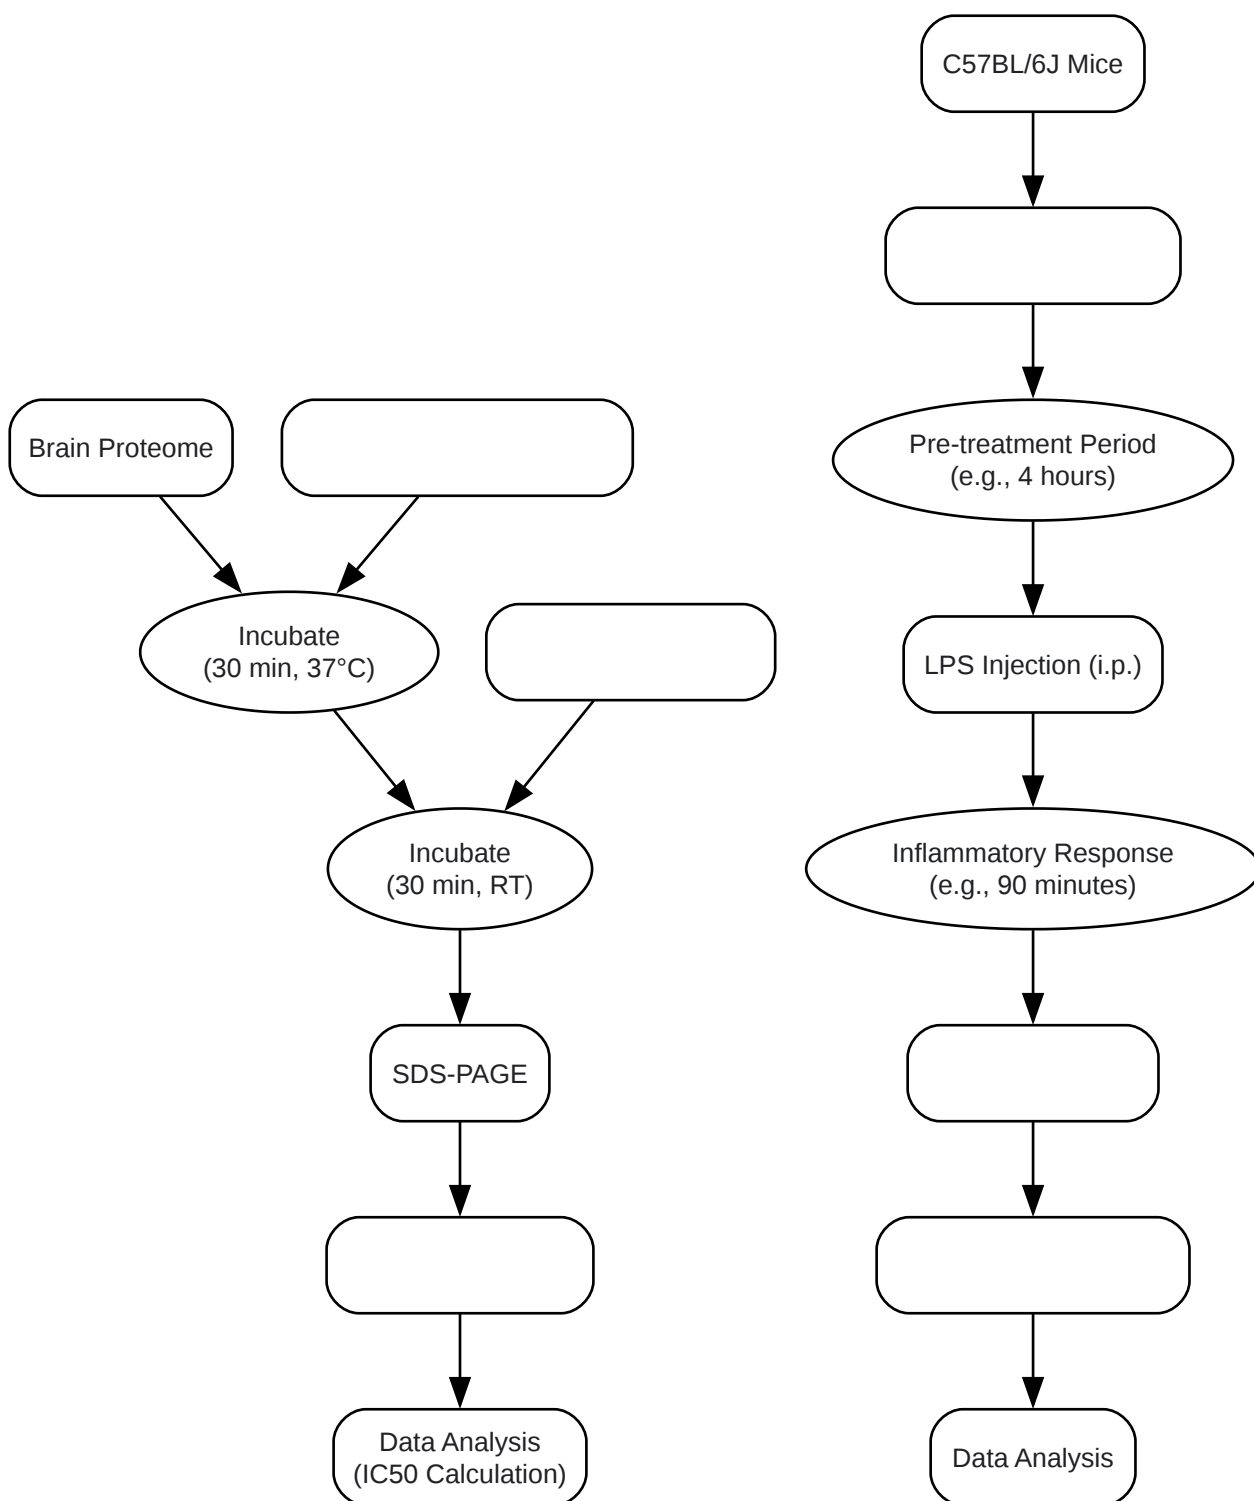 C57BL/6J Mice
Brain Proteome
Pre-treatment Period
(e.g., 4 hours)
Incubate
(30 min, 37°C)
LPS Injection (i.p.)
Incubate
(30 min, RT)
Inflammatory Response
(e.g., 90 minutes)
SDS-PAGE
Data Analysis
(IC50 Calculation)
Data Analysis